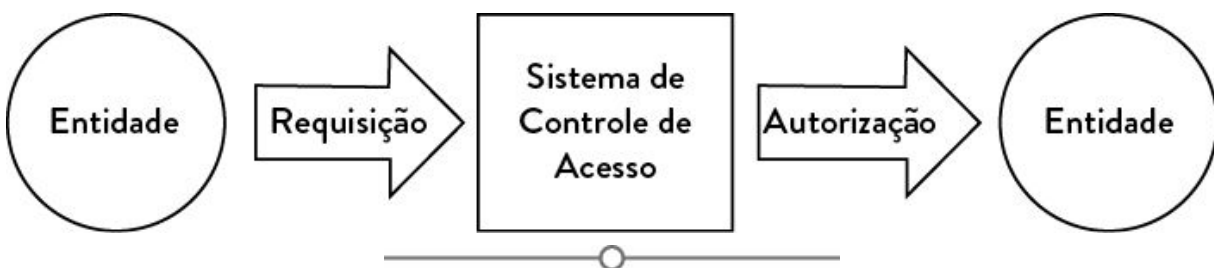 Entidade
Requisição
Sistema de
Controle de
Acesso
Autorização
Entidade